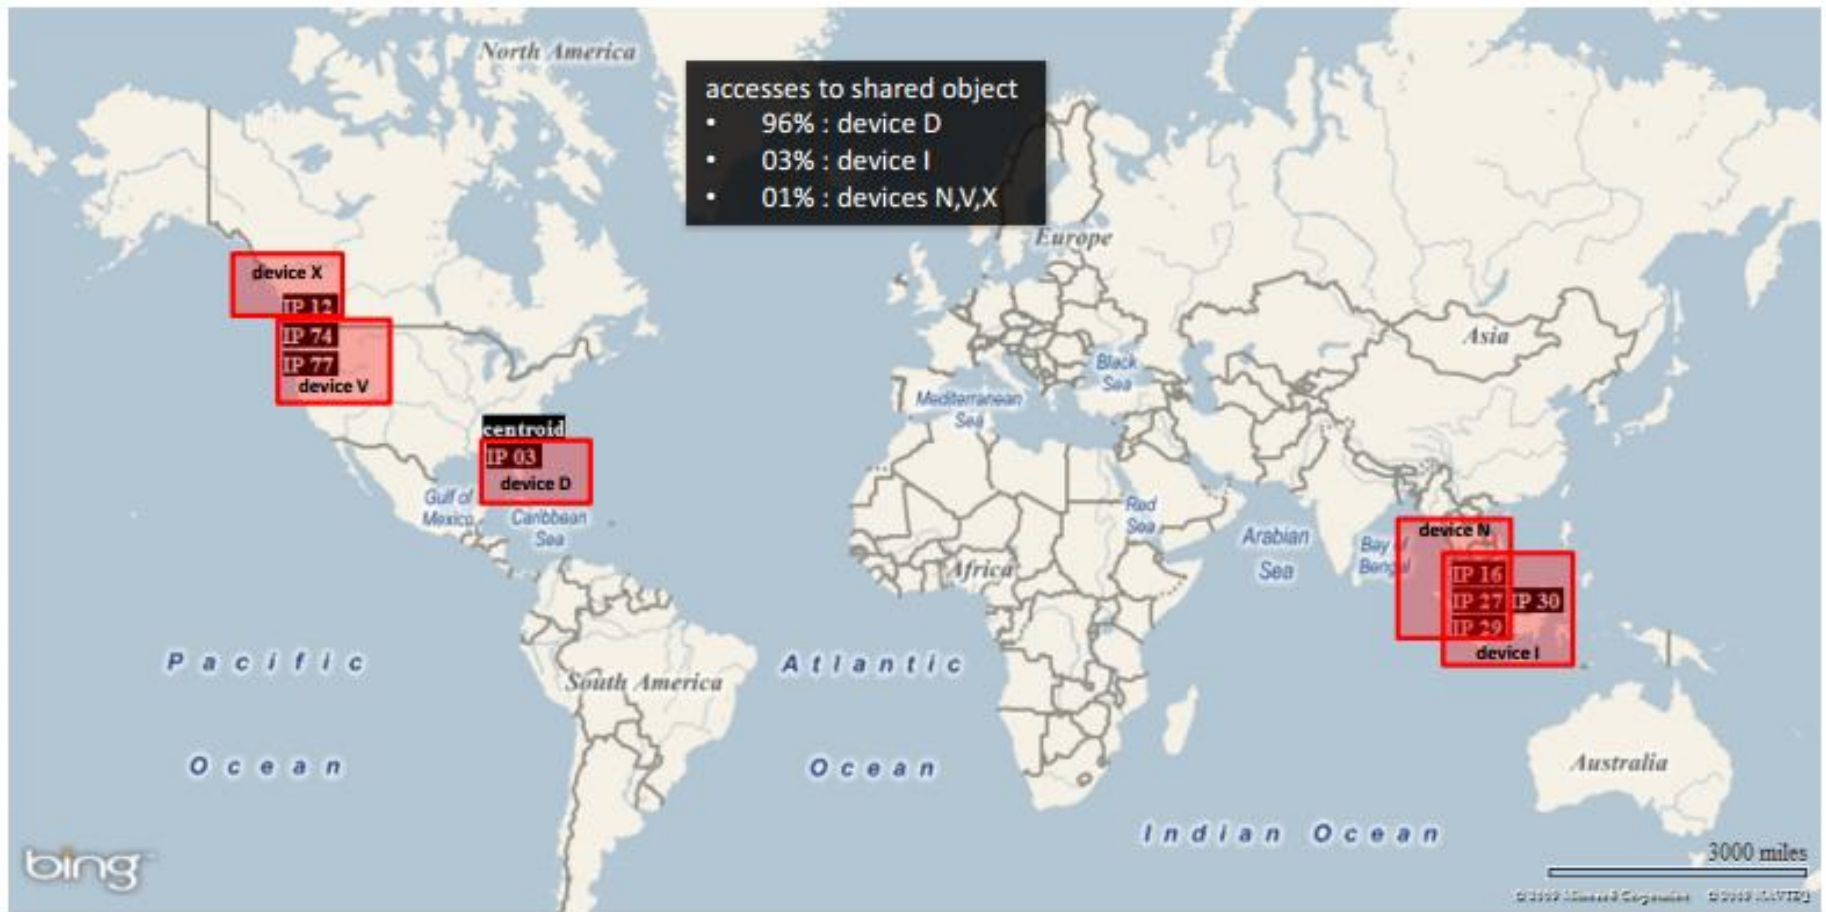 North America
accesses to shared object
• 96% : device D
• 03% : device I
• 01% : devices N,V,X
Europe
device X
IP 12
IP 74
IP 77
device V
Asia
Black
Sea
Mediterranean
Sea
centroid
IP 03
device D
Gulf of
Mexico
Caribbean
Sea
Red
Sea
Arabian
Sea
Bay of
Bengal
device N
IP 16
IP 27 IP 30
IP 29
device I
Africa
Pacific
Ocean
Atlantic
Ocean
South America
Australia
Indian Ocean
bing
3000 miles